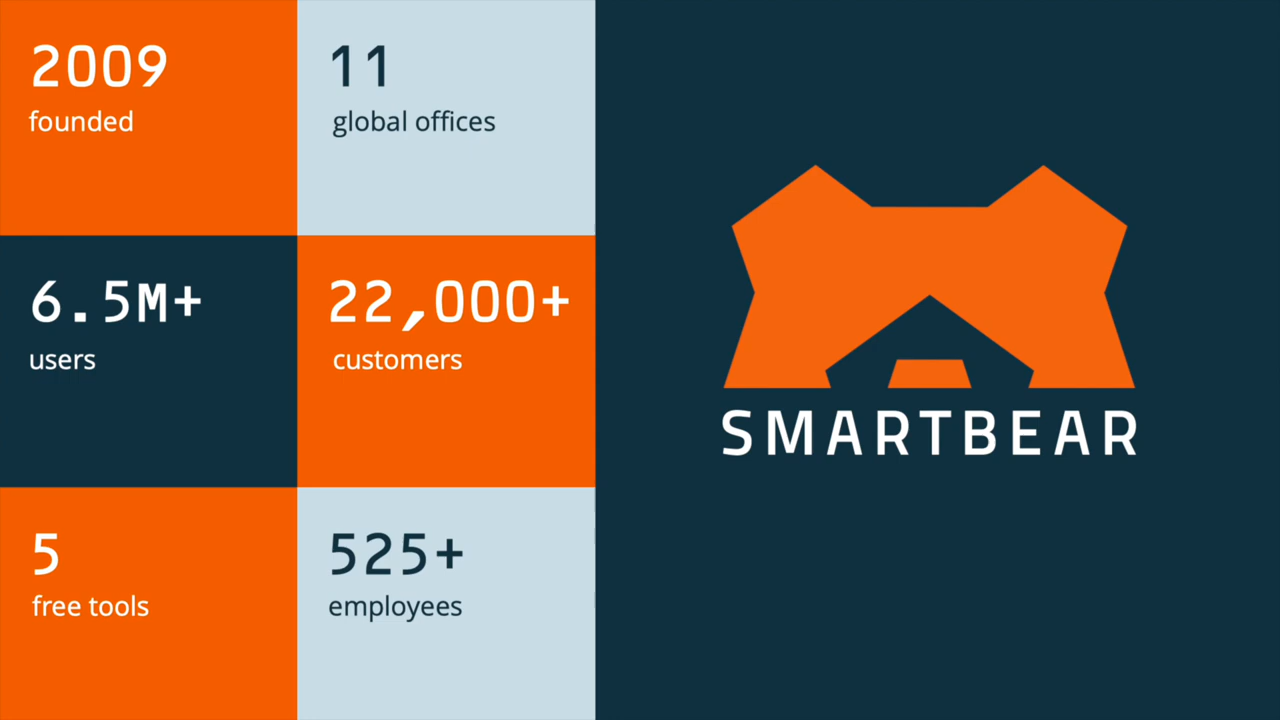 2009
founded
11
global offices
6.5M+
users
22,000+
customers
5
free tools
525+
employees
SMARTBEAR